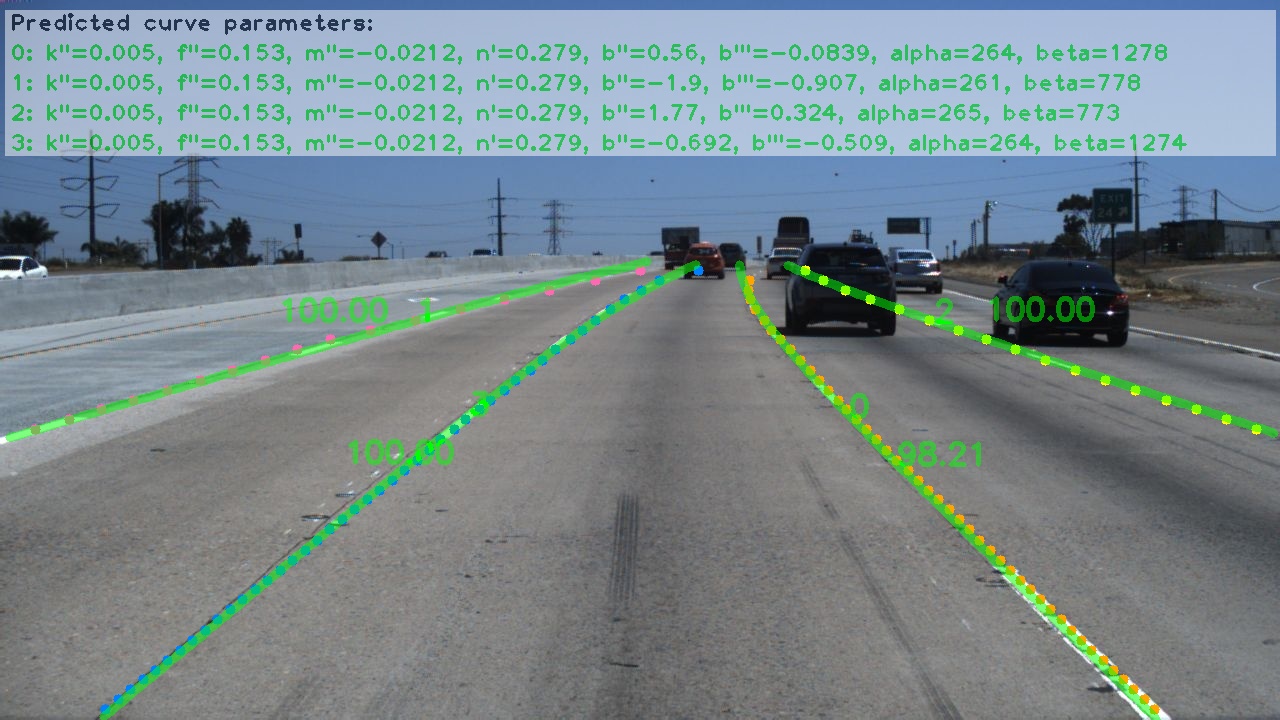 Predicted curve parameters:
0: k''=0.005, f''=0.153, m''=-0.0212, n'=0.279, b''=0.56, b'''=-0.0839, alpha=264, beta=1278
1: k''=0.005, f''=0.153, m''=-0.0212, n'=0.279, b''=-1.9, b'''=-0.907, alpha=261, beta=778
2: k''=0.005, f''=0.153, m''=-0.0212, n'=0.279, b''=1.77, b'''=0.324, alpha=265, beta=773
3: k''=0.005, f''=0.153, m''=-0.0212, n'=0.279, b''=-0.692, b'''=-0.509, alpha=264, beta=1274
EXIT
24
100.00 1
2 100.00
0
100.00
98.21